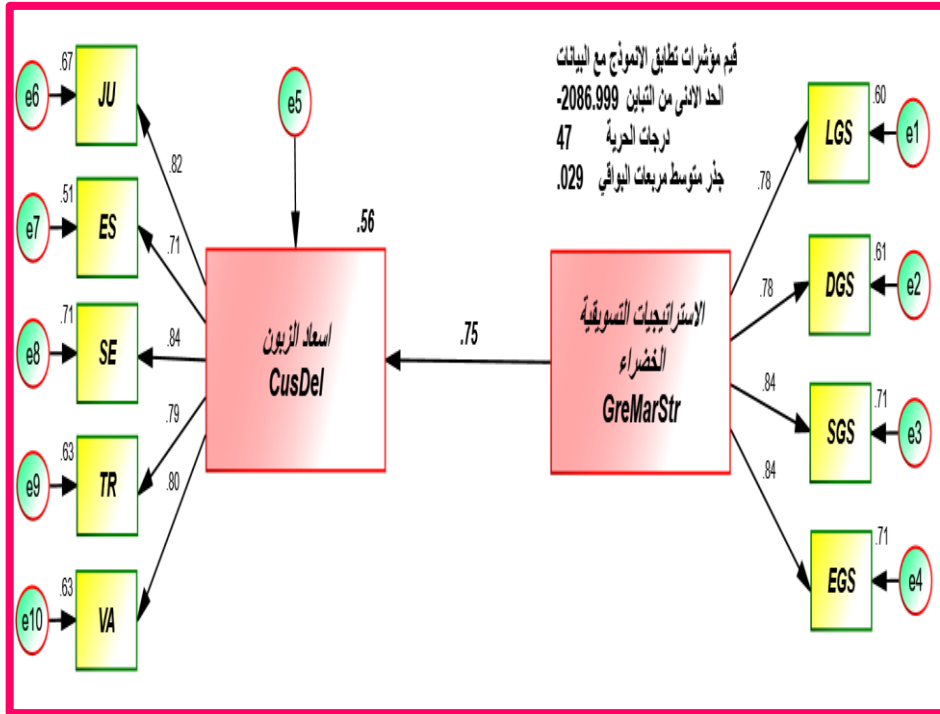 قيم مؤشرات تطابق الانموذج مع البيانات
الحد الادنى من التباين 2086.999-
درجات الحرية 47
جذر متوسط مربعات البواقي 029.
e6
.67
JU
e7
.51
ES
e8
.71
SE
e9
.63
TR
e10
.63
VA
.82
.71
.84
.79
.80
e5
.56
اسعاد الزبون
CusDel
.75
الاستراتيجيات التسويقية
الخضراء
GreMarStr
.78
.78
.84
.84
LGS
.60
e1
DGS
.61
e2
SGS
.71
e3
EGS
.71
e4